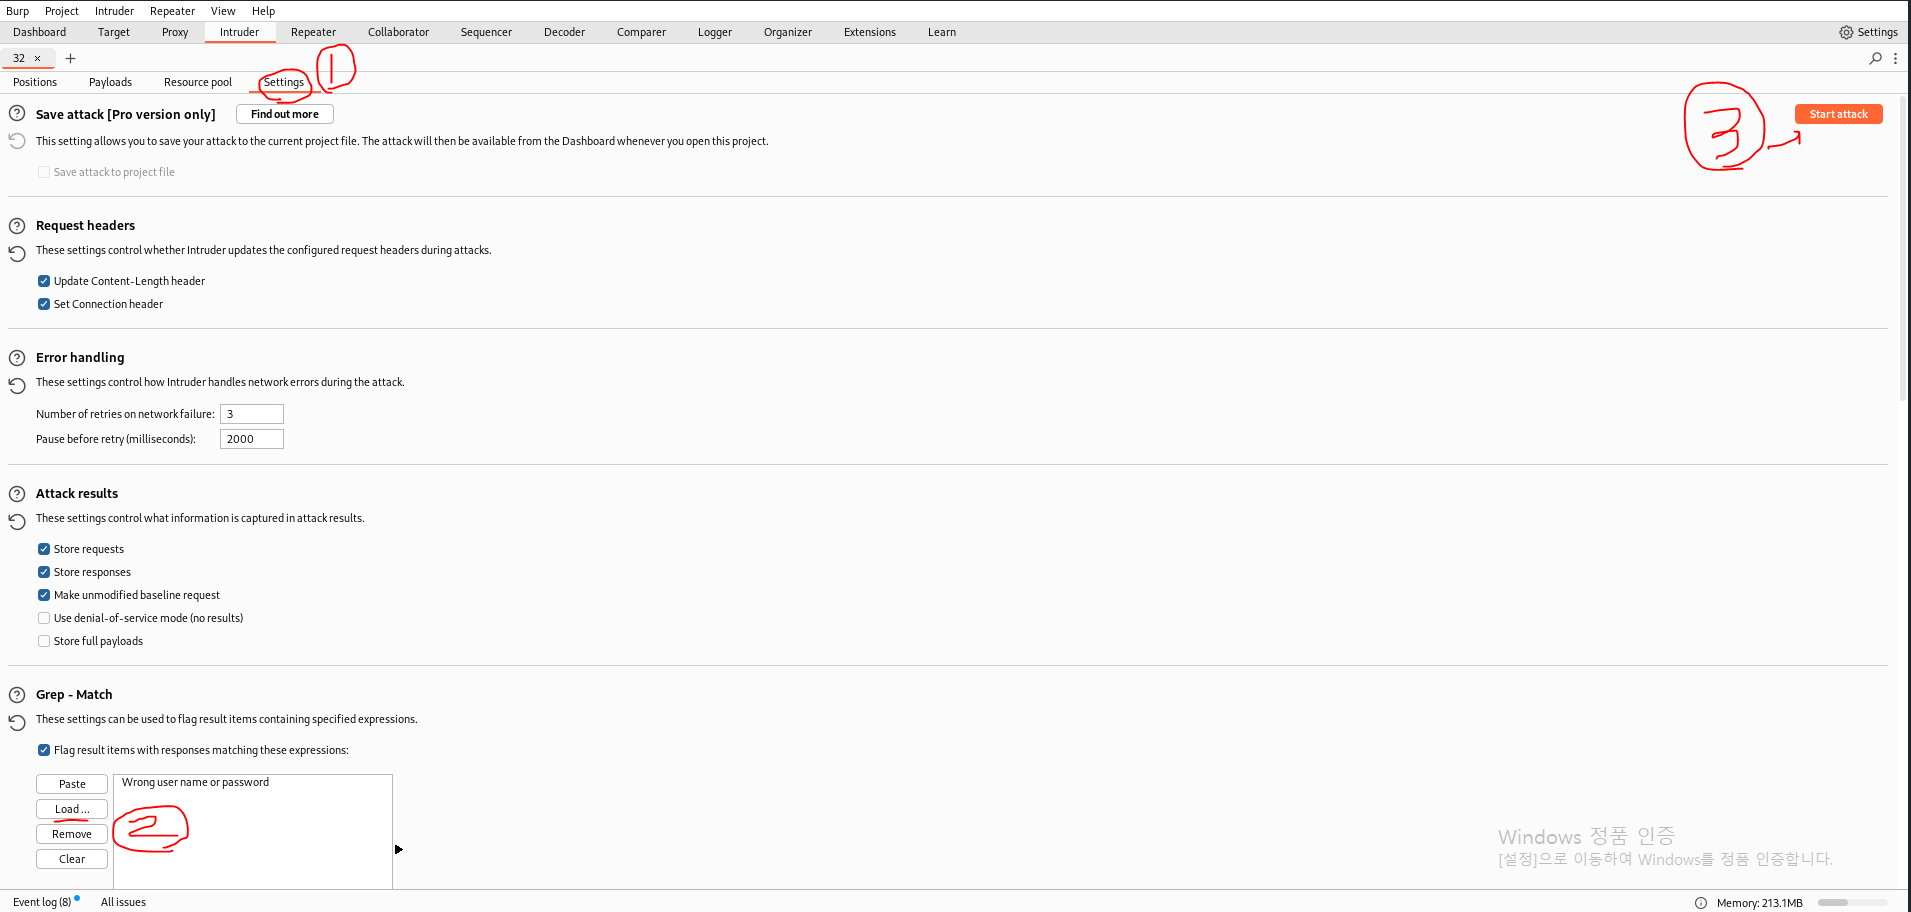 Burp Project Intruder Repeater View Help
Dashboard Target Proxy Intruder Repeater Collaborator Sequencer Decoder Comparer Logger Organizer Extensions Learn Settings
32 × +
Positions Payloads Resource pool Settings 1
Save attack [Pro version only] Find out more
3 Start attack
This setting allows you to save your attack to the current project file. The attack will then be available from the Dashboard whenever you open this project.
Save attack to project file
Request headers
These settings control whether Intruder updates the configured request headers during attacks.
Update Content-Length header
Set Connection header
Error handling
These settings control how Intruder handles network errors during the attack.
Number of retries on network failure: 3
Pause before retry (milliseconds): 2000
Attack results
These settings control what information is captured in attack results.
Store requests
Store responses
Make unmodified baseline request
Use denial-of-service mode (no results)
Store full payloads
Grep - Match
These settings can be used to flag result items containing specified expressions.
Flag result items with responses matching these expressions:
Paste Wrong user name or password
Load ...
Remove 2
Clear
Windows 정품 인증
[설정]으로 이동하여 Windows를 정품 인증합니다.
Event log (8) All issues Memory: 213.1MB